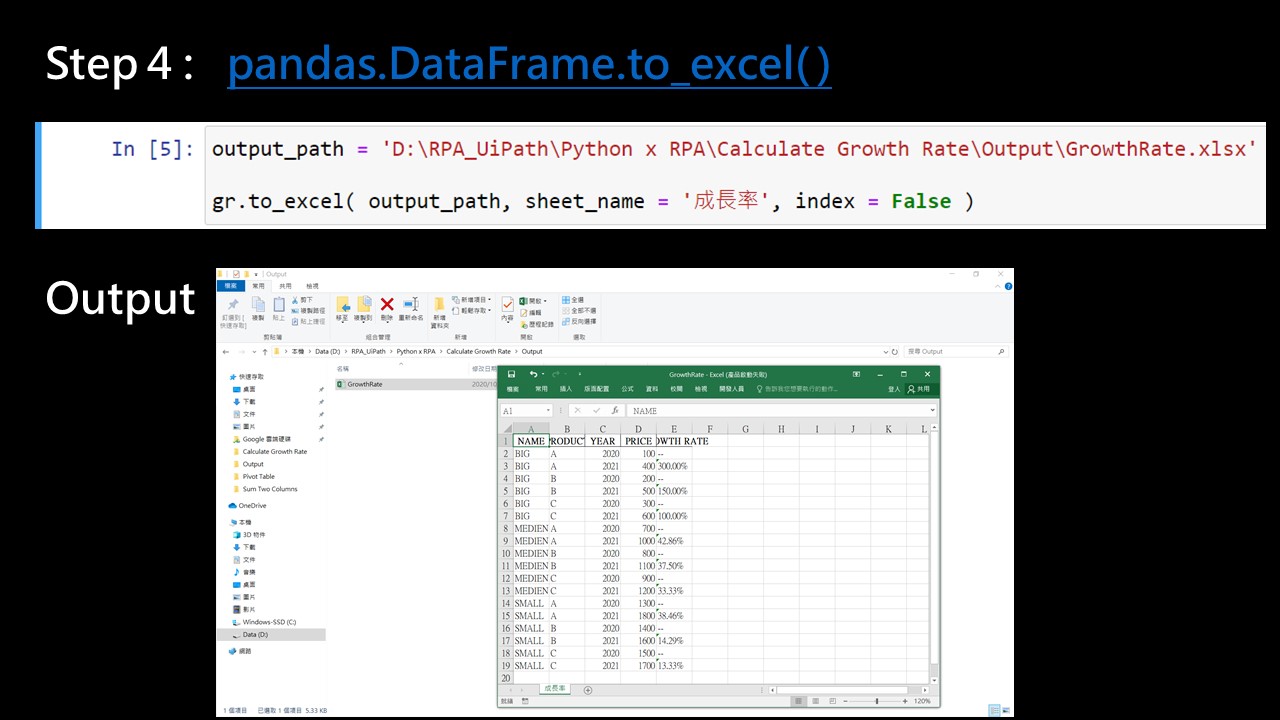 Step 4 : pandas.DataFrame.to_excel( )
In [5]: output_path = 'D:\RPA_UiPath\Python x RPA\Calculate Growth Rate\Output\GrowthRate.xlsx'
gr.to_excel( output_path, sheet_name = '成長率', index = False )
Output
Output
檔案 常用 共用 檢視
釘選到 [快速存取]
複製
貼上
剪下
複製路徑
貼上捷徑
移至
複製到
刪除
重新命名
新增資料夾
新增項目
輕鬆存取
內容
開啟
編輯
歷程記錄
全選
全部不選
反向選擇
剪貼簿 組合管理 新增 開啟 選取
本機 > Data (D:) > RPA_UiPath > Python x RPA > Calculate Growth Rate > Output
搜尋 Output
名稱 修改日期
GrowthRate 2020/10
快速存取
桌面
下載
文件
圖片
Google 雲端硬碟
Calculate Growth Rate
Output
Pivot Table
Sum Two Columns
OneDrive
本機
3D 物件
下載
文件
音樂
桌面
圖片
影片
Windows-SSD (C:)
Data (D:)
網路
1 個項目 已選取 1 個項目 5.33 KB
GrowthRate - Excel (產品啟動失敗)
檔案 常用 插入 版面配置 公式 資料 校閱 檢視 開發人員 告訴我您想要執行的動作... 登入 共用
A1 fx NAME
A B C D E F G H I J K L
1 NAME PRODUCT YEAR PRICE OWTH RATE
2 BIG A 2020 100 --
3 BIG A 2021 400 300.00%
4 BIG B 2020 200 --
5 BIG B 2021 500 150.00%
6 BIG C 2020 300 --
7 BIG C 2021 600 100.00%
8 MEDIEN A 2020 700 --
9 MEDIEN A 2021 1000 42.86%
10 MEDIEN B 2020 800 --
11 MEDIEN B 2021 1100 37.50%
12 MEDIEN C 2020 900 --
13 MEDIEN C 2021 1200 33.33%
14 SMALL A 2020 1300 --
15 SMALL A 2021 1800 38.46%
16 SMALL B 2020 1400 --
17 SMALL B 2021 1600 14.29%
18 SMALL C 2020 1500 --
19 SMALL C 2021 1700 13.33%
20
成長率
就緒 120%